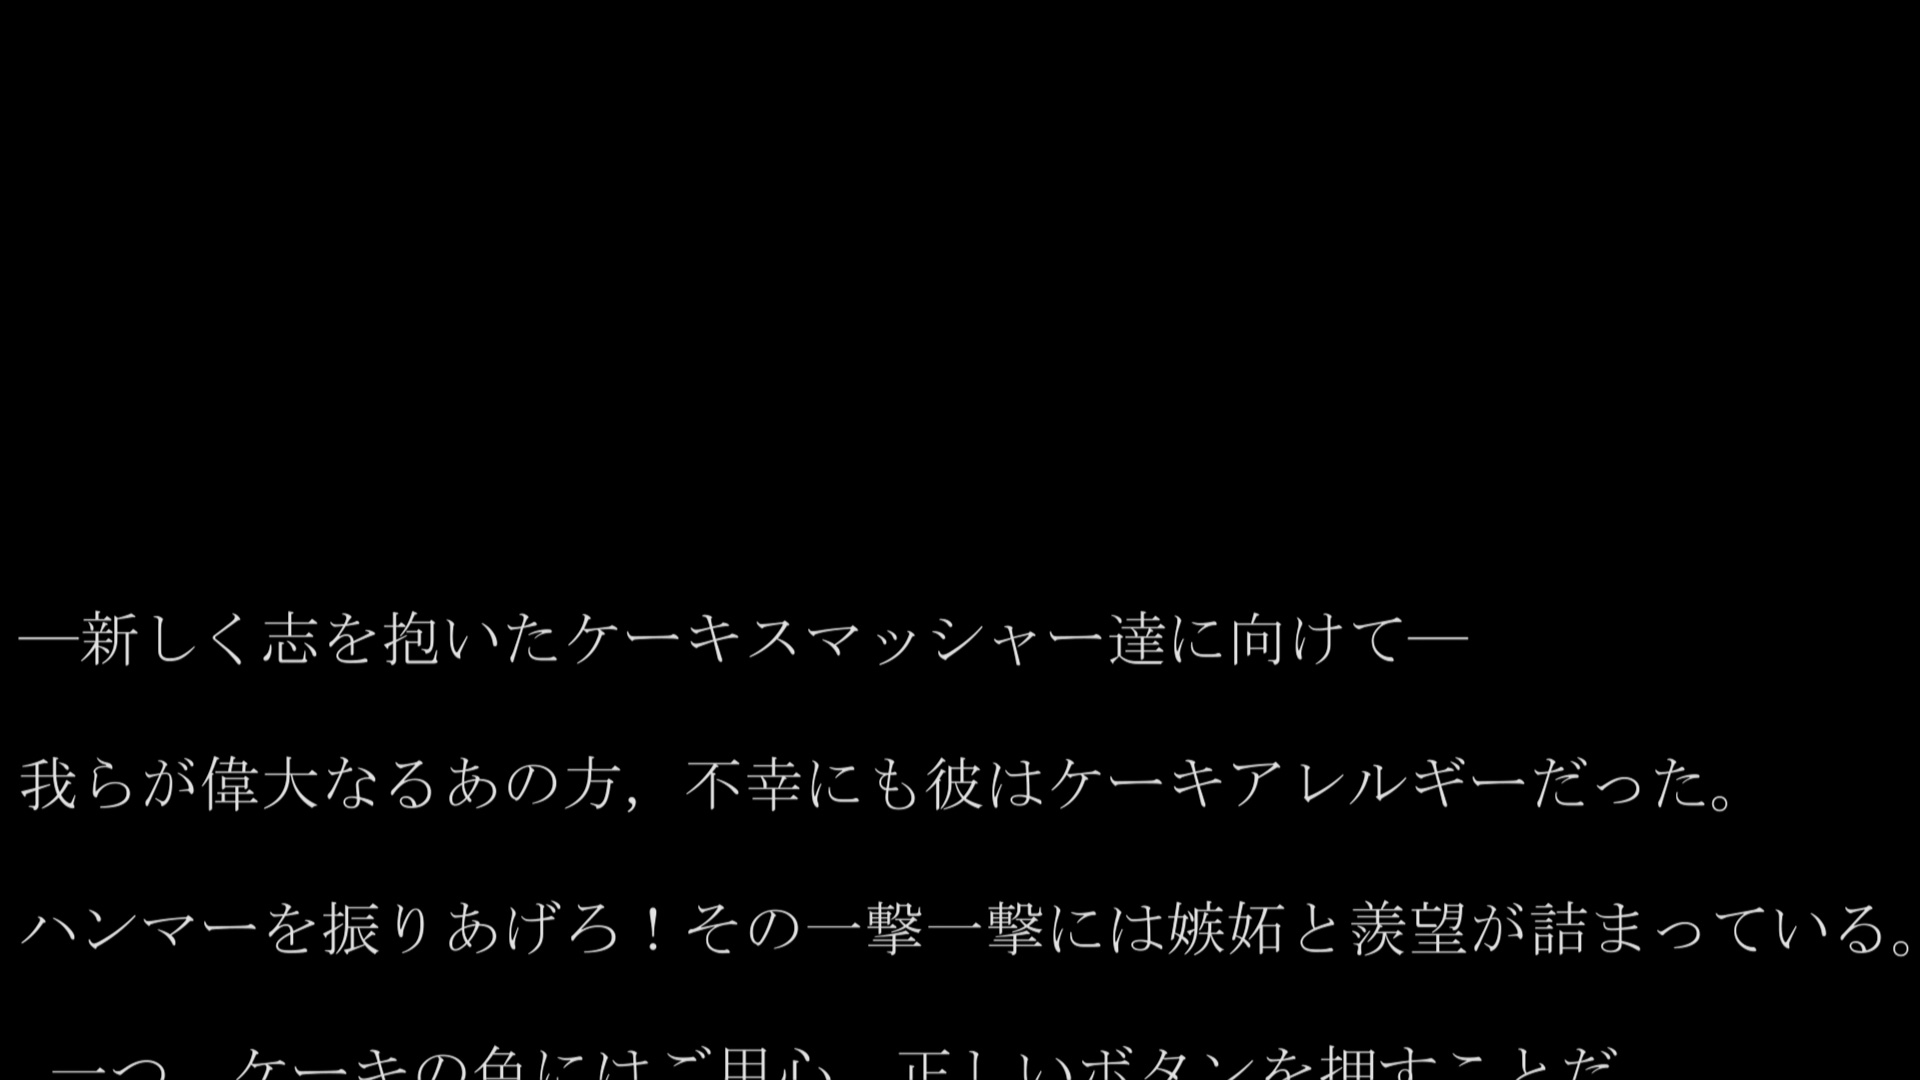 ―新しく志を抱いたケーキスマッシャー達に向けて―
我らが偉大なるあの方，不幸にも彼はケーキアレルギーだった。
ハンマーを振りあげろ！その一撃一撃には嫉妬と羨望が詰まっている。
一つ、ケーキの色にはご用心。正しいボタンを押すことだ